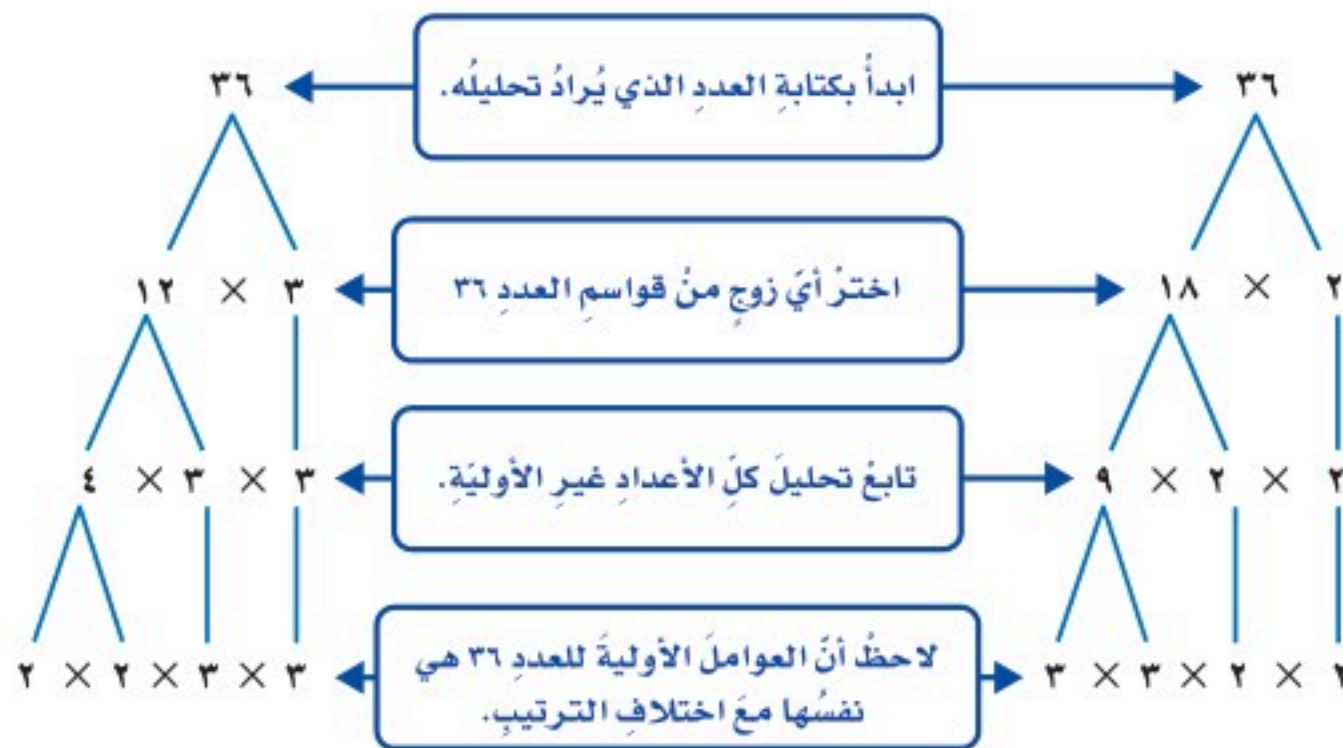 ٣٦
ابدأُ بكتابةِ العددِ الذي يُرادُ تحليلُه.
٣٦
١٨ × ٢
اخترْ أيَّ زوجٍ منْ قواسمِ العددِ ٣٦
١٢ × ٣
٩ × ٢ × ٢
تابعْ تحليلَ كلِّ الأعدادِ غيرِ الأوليّةِ.
٤ × ٣ × ٣
٣ × ٣ × ٢ ×
لاحظْ أنّ العواملَ الأوليةَ للعددِ ٣٦ هي
نفسُها معَ اختلافِ الترتيبِ.
٢ × ٢ × ٣ × ٣